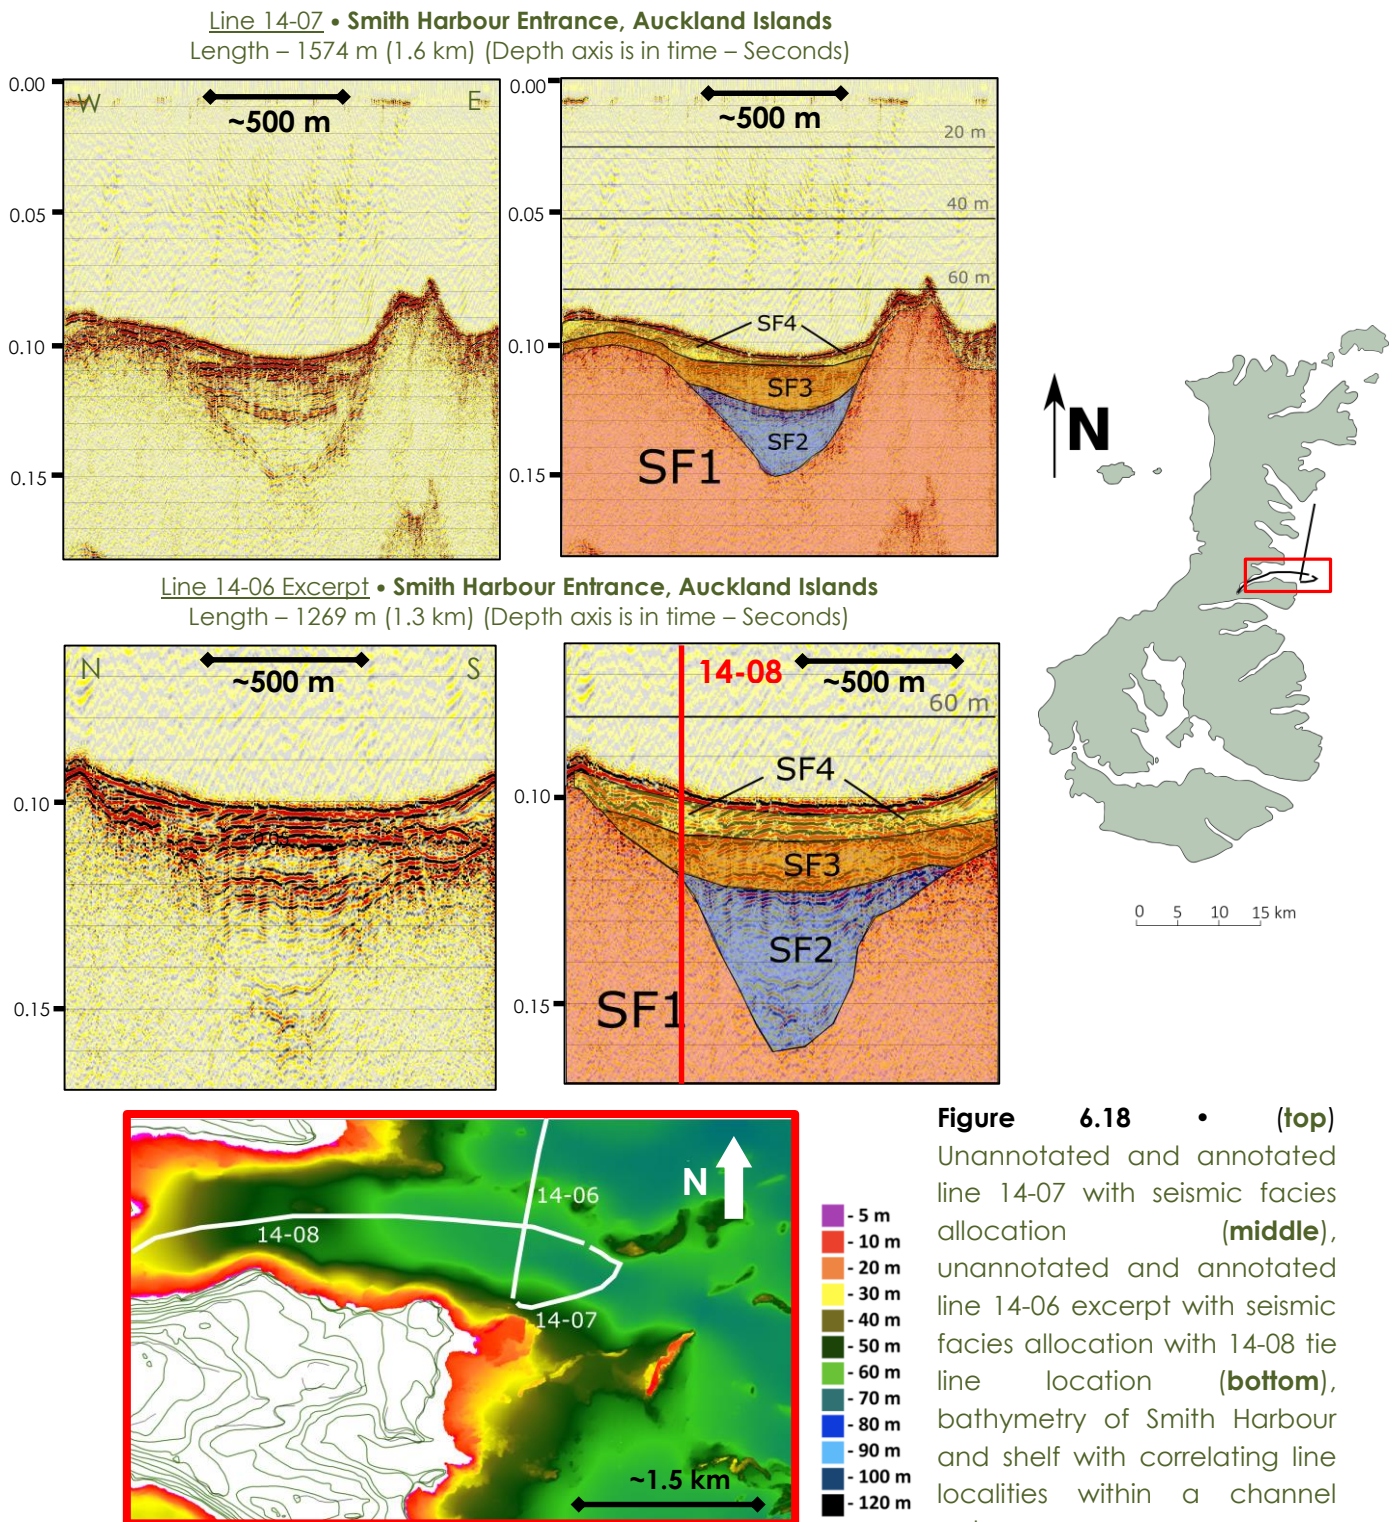 Line 14-07 • Smith Harbour Entrance, Auckland Islands
Length – 1574 m (1.6 km) (Depth axis is in time – Seconds)
0.00
0.05
0.10
0.15
W
E
~500 m
0.00
0.05
0.10
0.15
~500 m
20 m
40 m
60 m
SF4
SF3
SF2
SF1
N
0 5 10 15 km
Line 14-06 Excerpt • Smith Harbour Entrance, Auckland Islands
Length – 1269 m (1.3 km) (Depth axis is in time – Seconds)
0.10
0.15
N
S
~500 m
0.10
0.15
14-08
~500 m
60 m
SF4
SF3
SF2
SF1
14-06
14-08
14-07
N
~1.5 km
- 5 m
- 10 m
- 20 m
- 30 m
- 40 m
- 50 m
- 60 m
- 70 m
- 80 m
- 90 m
- 100 m
- 120 m
Figure 6.18 • (top)
Unannotated and annotated
line 14-07 with seismic facies
allocation (middle),
unannotated and annotated
line 14-06 excerpt with seismic
facies allocation with 14-08 tie
line location (bottom),
bathymetry of Smith Harbour
and shelf with correlating line
localities within a channel